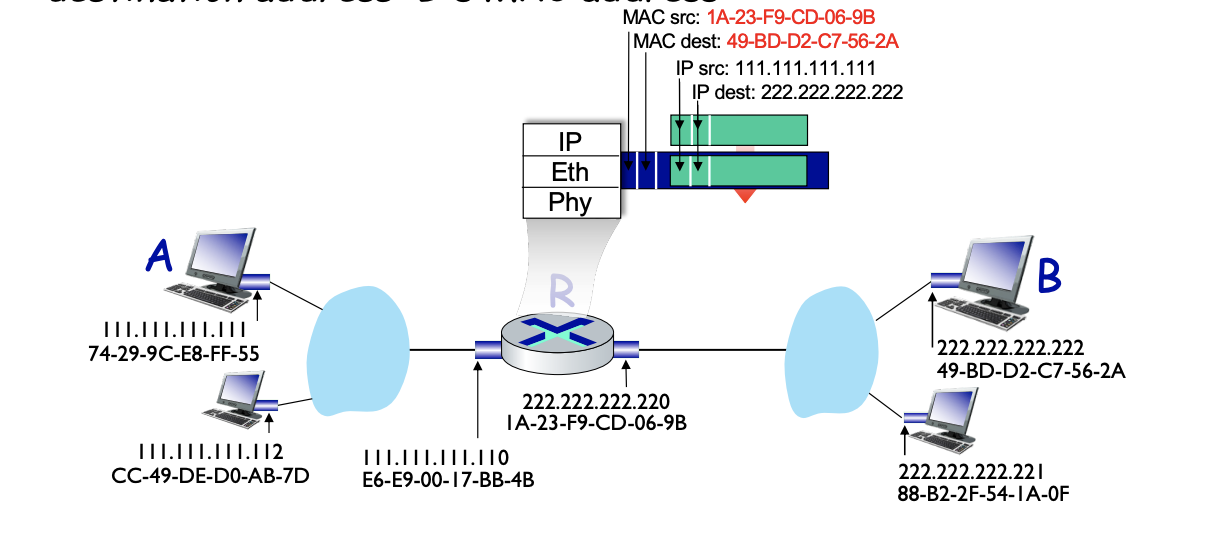 destination address B's MAC address
MAC src: 1A-23-F9-CD-06-9B
MAC dest: 49-BD-D2-C7-56-2A
IP src: 111.111.111.111
IP dest: 222.222.222.222
IP
Eth
Phy
A
R
B
111.111.111.111
74-29-9C-E8-FF-55
222.222.222.222
49-BD-D2-C7-56-2A
222.222.222.220
1A-23-F9-CD-06-9B
111.111.111.112
CC-49-DE-D0-AB-7D
111.111.111.110
E6-E9-00-17-BB-4B
222.222.222.221
88-B2-2F-54-1A-0F